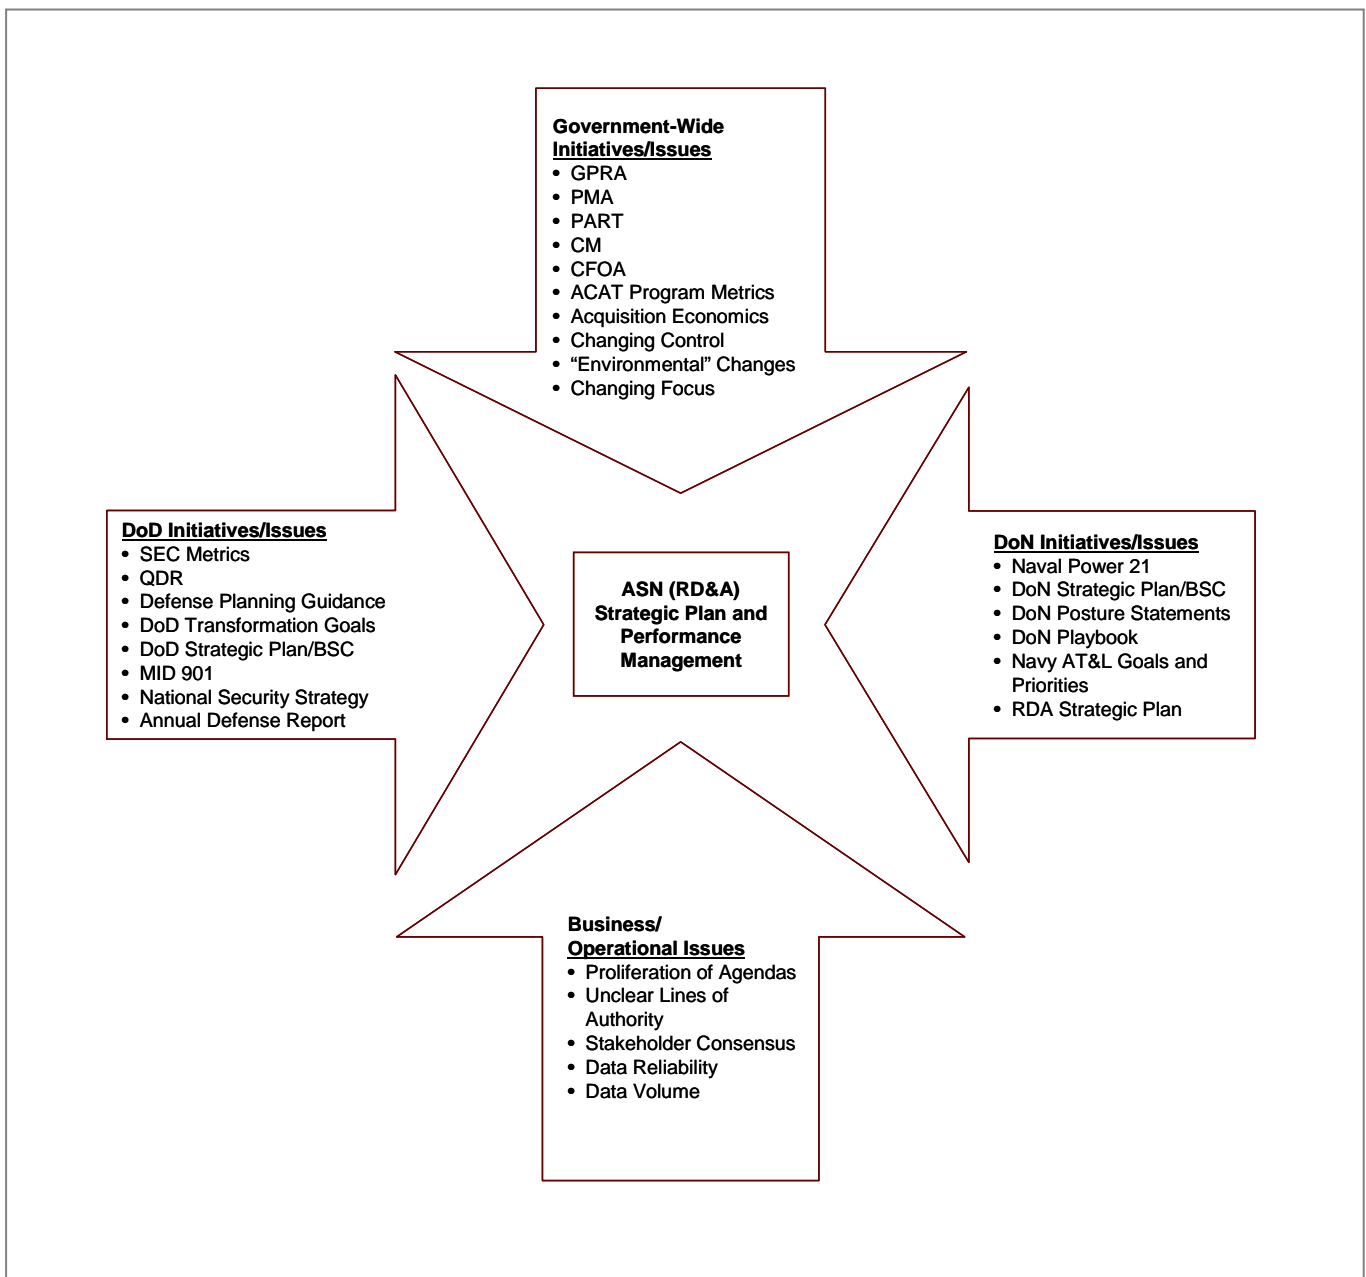 Government-Wide
Initiatives/Issues
• GPRA
• PMA
• PART
• CM
• CFOA
• ACAT Program Metrics
• Acquisition Economics
• Changing Control
• “Environmental” Changes
• Changing Focus
DoD Initiatives/Issues
• SEC Metrics
• QDR
• Defense Planning Guidance
• DoD Transformation Goals
• DoD Strategic Plan/BSC
• MID 901
• National Security Strategy
• Annual Defense Report
ASN (RD&A)
Strategic Plan and
Performance
Management
DoN Initiatives/Issues
• Naval Power 21
• DoN Strategic Plan/BSC
• DoN Posture Statements
• DoN Playbook
• Navy AT&L Goals and
Priorities
• RDA Strategic Plan
Business/
Operational Issues
• Proliferation of Agendas
• Unclear Lines of
Authority
• Stakeholder Consensus
• Data Reliability
• Data Volume